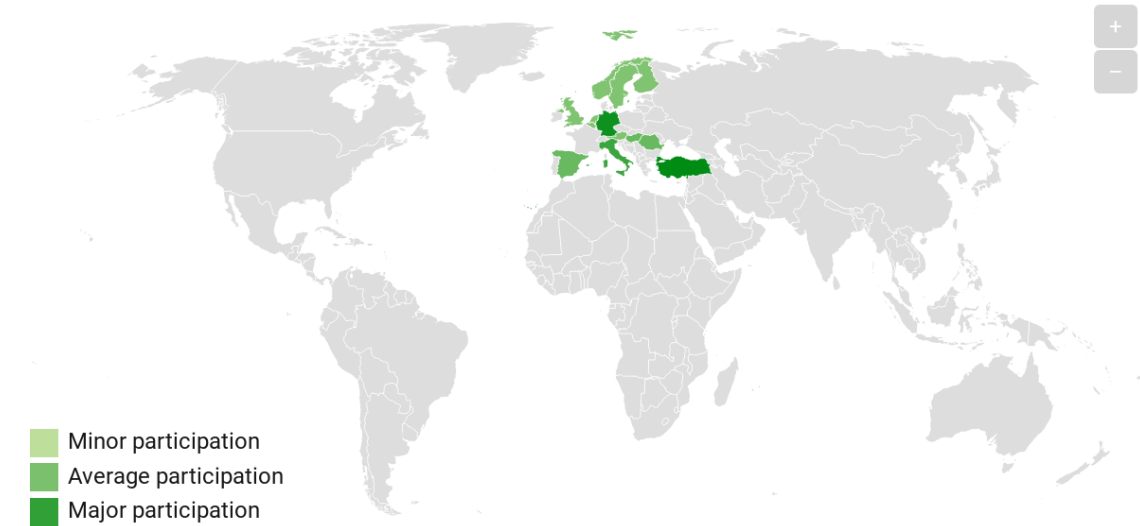 +
−
Minor participation
Average participation
Major participation